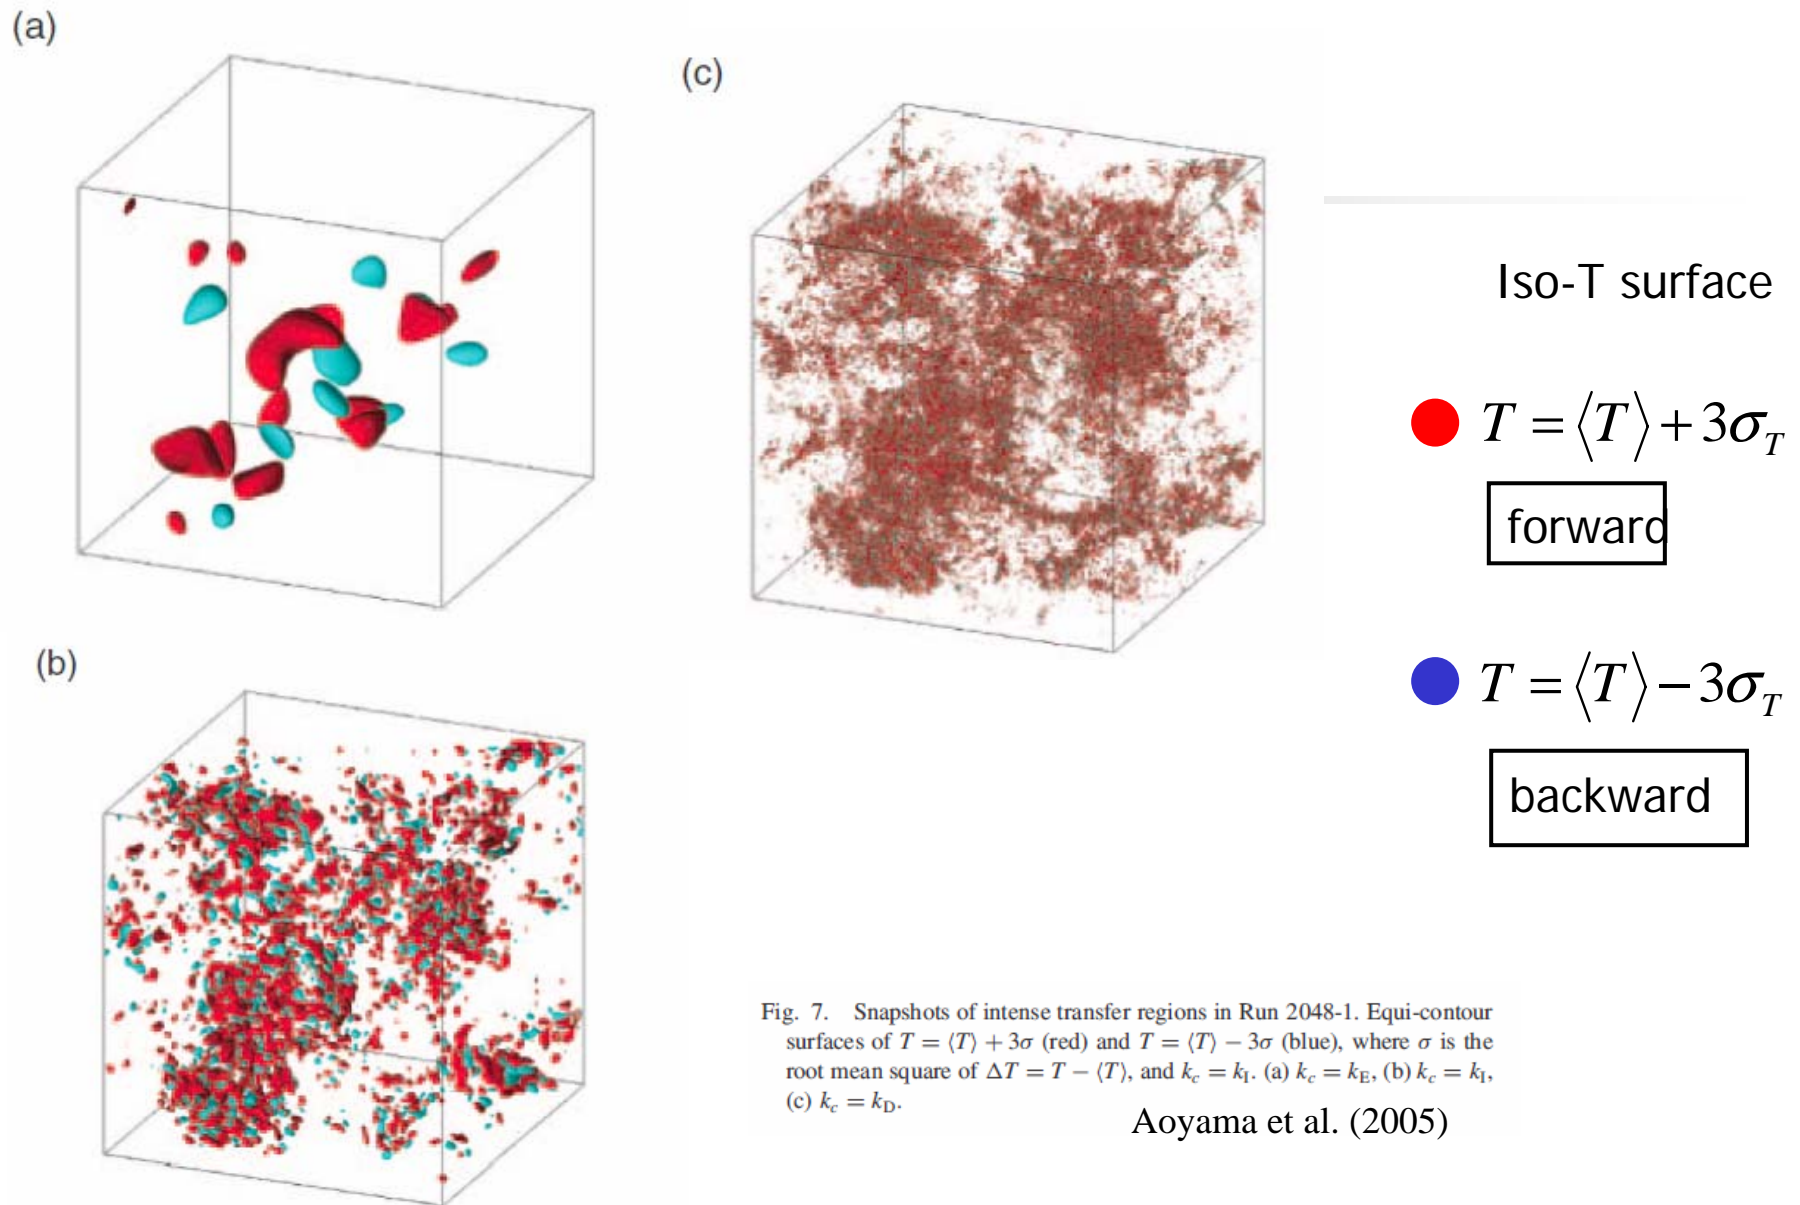 (a)
(c)
Iso-T surface
T = ⟨T⟩ + 3σ_T
forward
(b)
T = ⟨T⟩ − 3σ_T
backward
Fig. 7. Snapshots of intense transfer regions in Run 2048-1. Equi-contour
surfaces of T = ⟨T⟩ + 3σ (red) and T = ⟨T⟩ − 3σ (blue), where σ is the
root mean square of ΔT = T − ⟨T⟩, and k_c = k_I. (a) k_c = k_E, (b) k_c = k_I,
(c) k_c = k_D.
Aoyama et al. (2005)